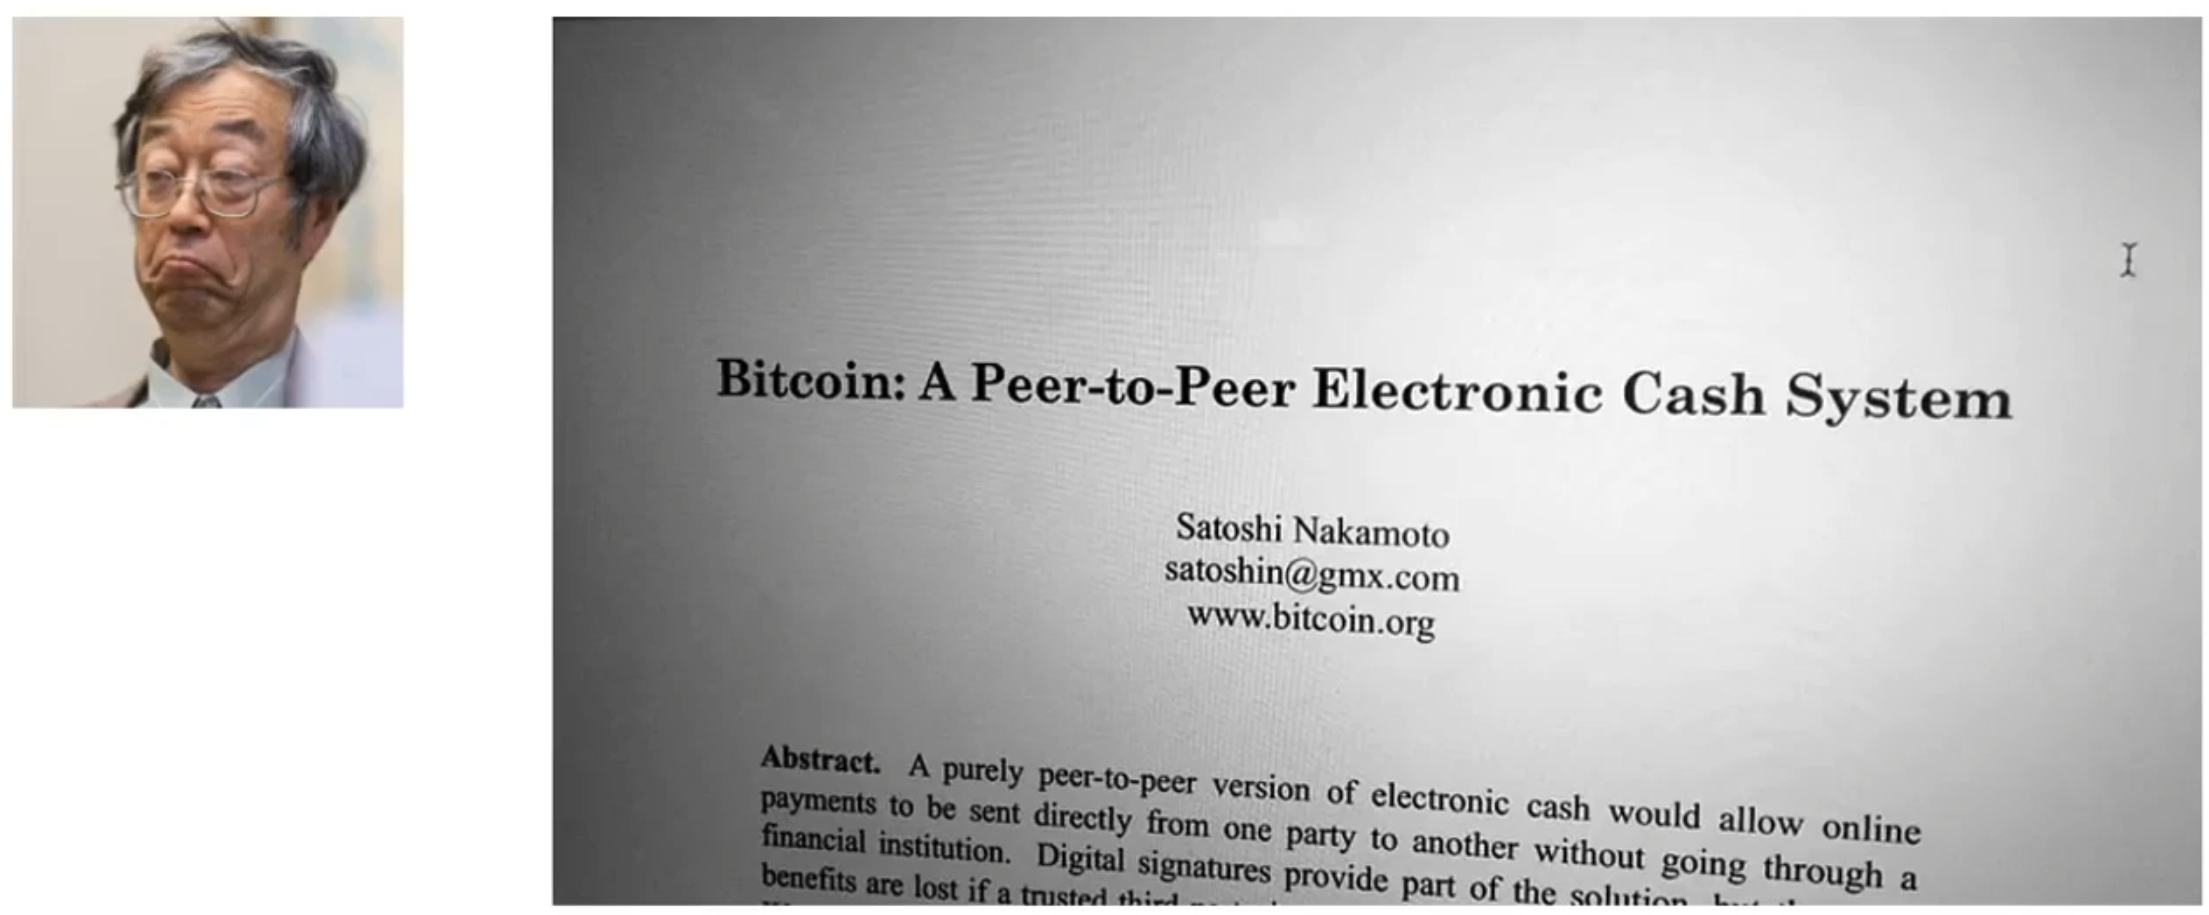 Bitcoin: A Peer-to-Peer Electronic Cash System
Satoshi Nakamoto
satoshin@gmx.com
www.bitcoin.org
Abstract. A purely peer-to-peer version of electronic cash would allow online
payments to be sent directly from one party to another without going through a
financial institution. Digital signatures provide part of the solution, but
benefits are lost if a trusted third